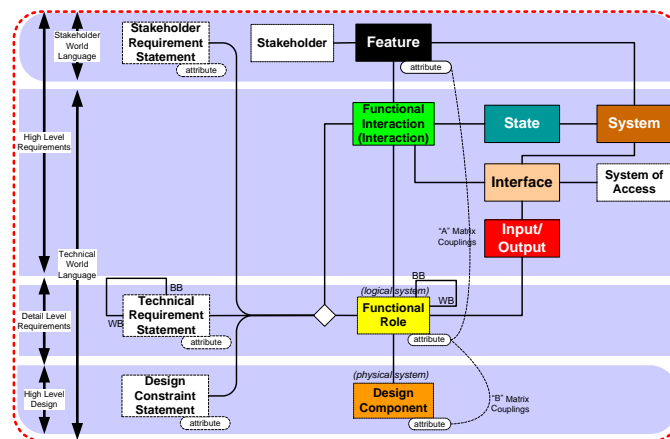 Stakeholder
World
Language
Stakeholder
Requirement
Statement
attribute
Stakeholder
Feature
attribute
High Level
Requirements
Functional
Interaction
(Interaction)
State
System
Interface
System of
Access
"A" Matrix
Couplings
Input/
Output
Technical
World
Language
BB
WB
Technical
Requirement
Statement
attribute
(logical system)
BB
WB
Functional
Role
attribute
Detail Level
Requirements
High Level
Design
Design
Constraint
Statement
attribute
(physical system)
Design
Component
attribute
"B" Matrix
Couplings